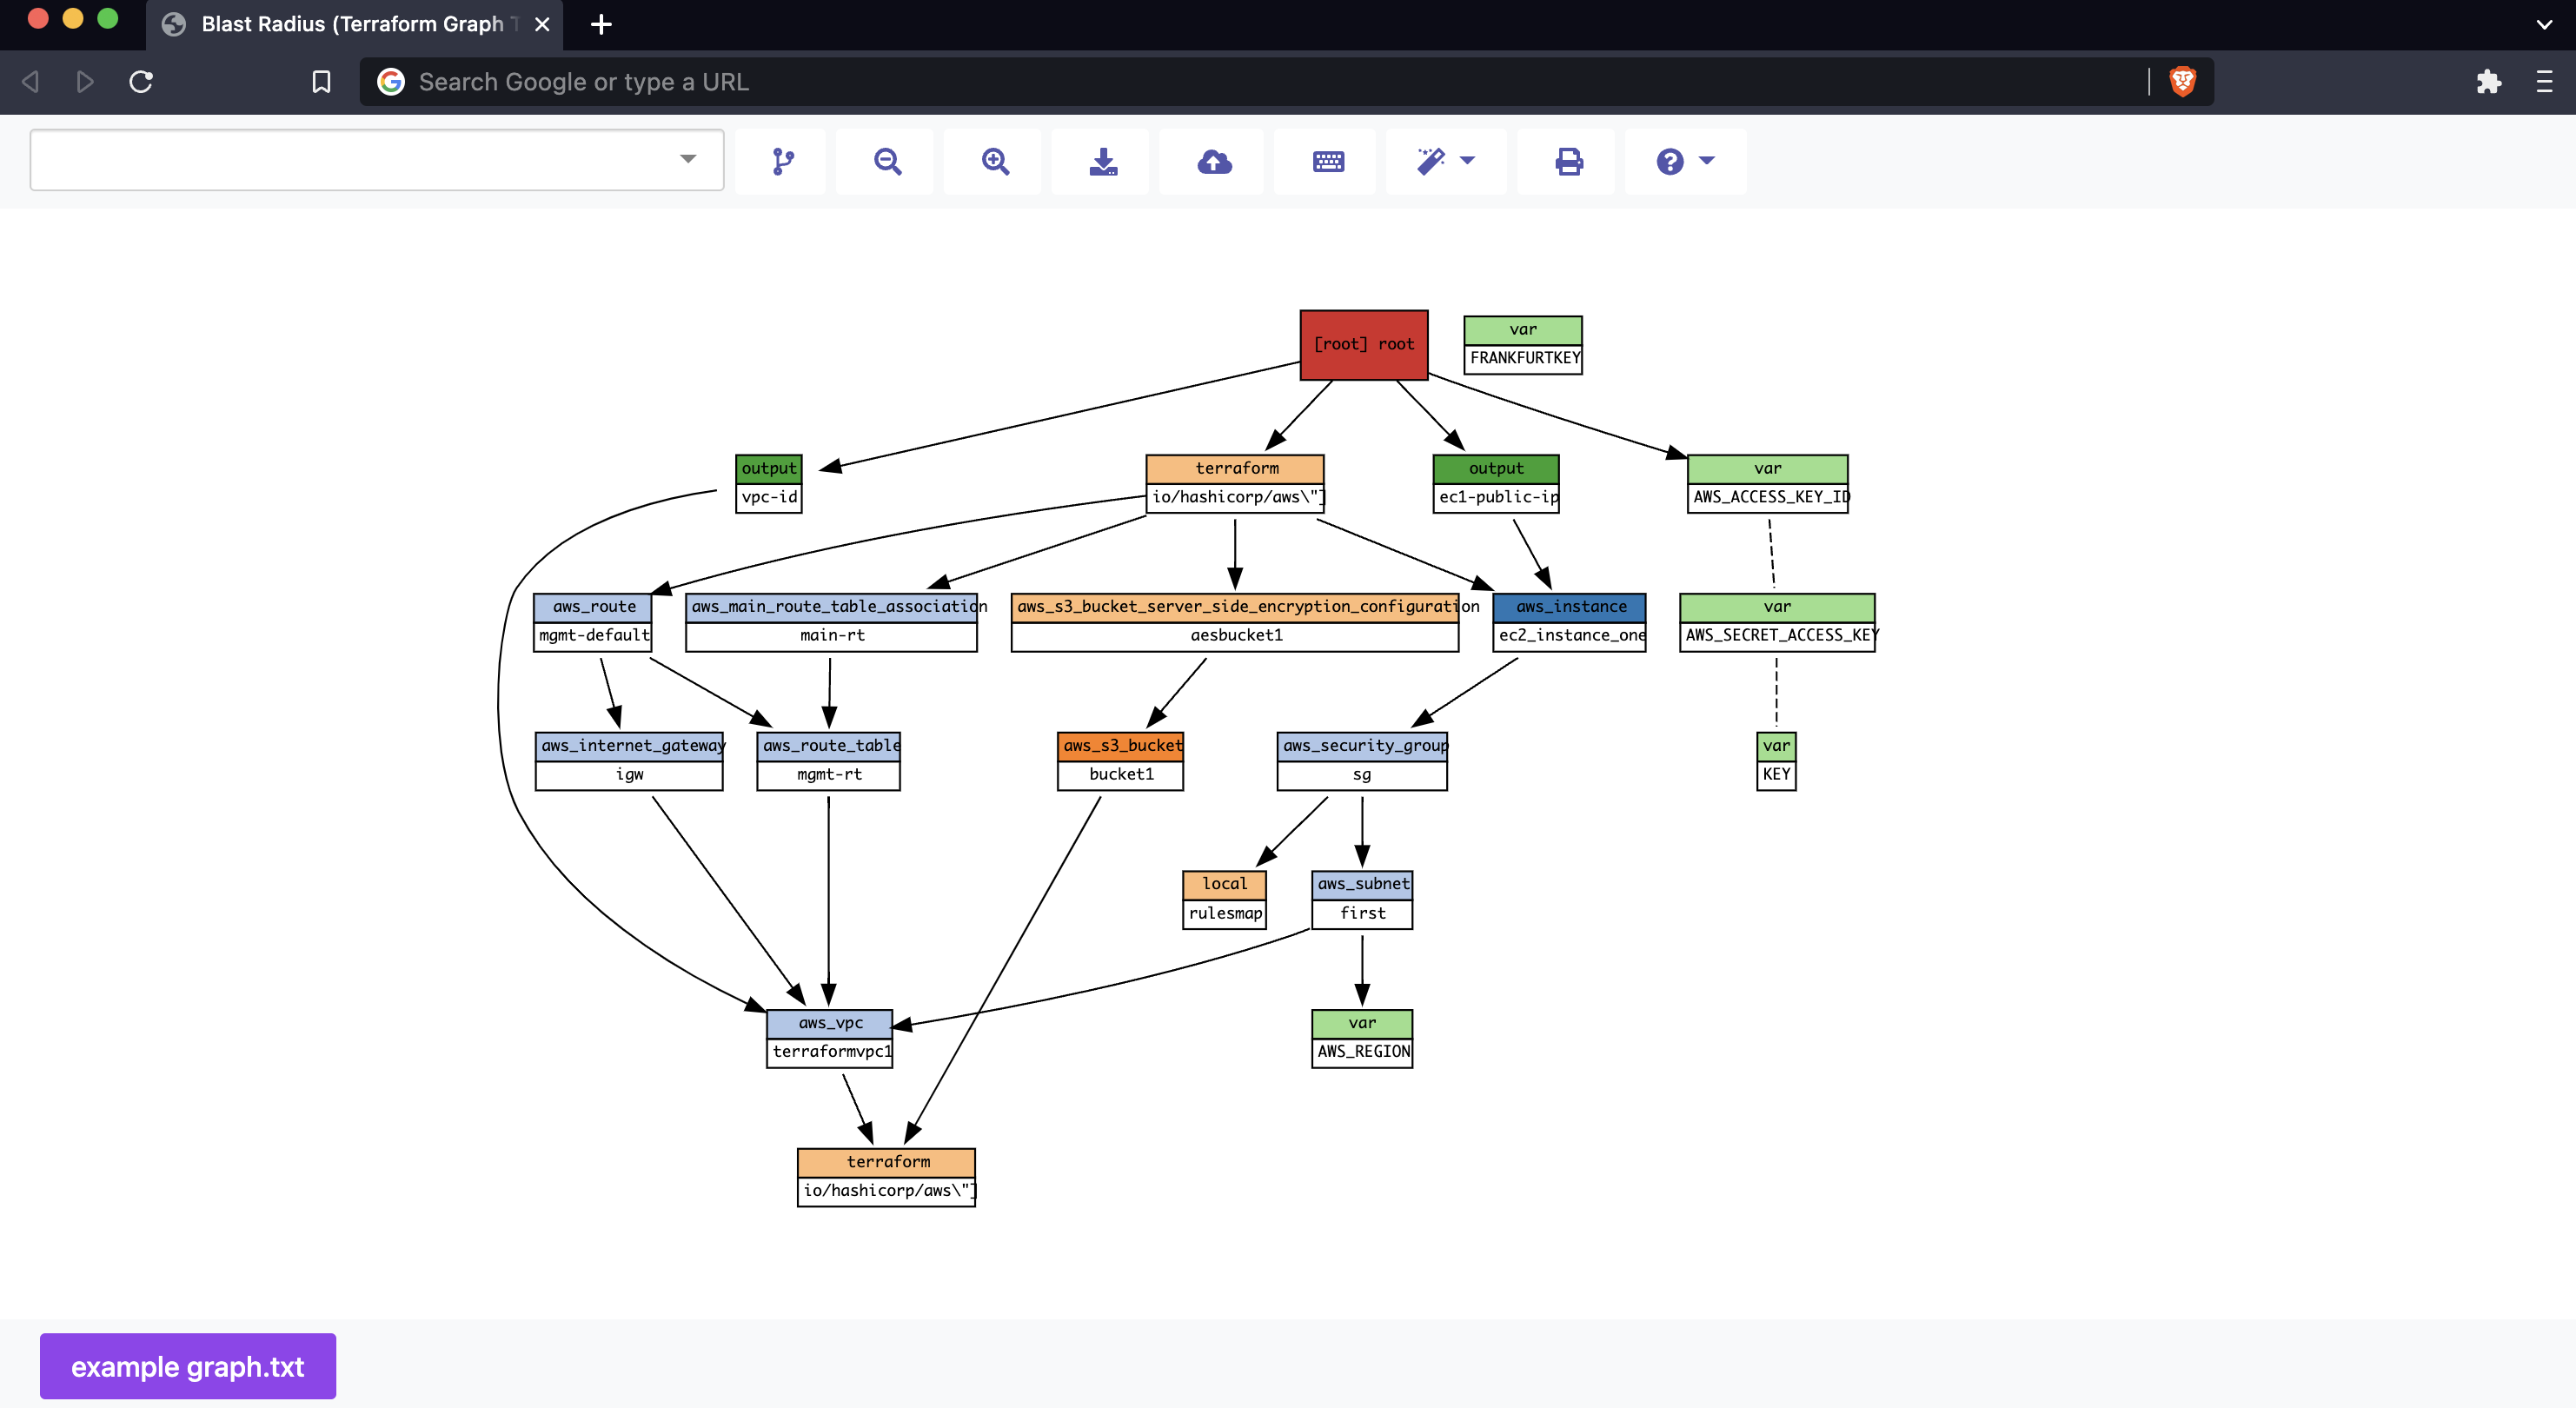 Blast Radius (Terraform Graph T
Search Google or type a URL
[root] root
var
FRANKFURTKEY
output
vpc-id
terraform
io/hashicorp/aws\"]
output
ec1-public-ip
var
AWS_ACCESS_KEY_ID
aws_route
mgmt-default
aws_main_route_table_association
main-rt
aws_s3_bucket_server_side_encryption_configuration
aesbucket1
aws_instance
ec2_instance_one
var
AWS_SECRET_ACCESS_KEY
aws_internet_gateway
igw
aws_route_table
mgmt-rt
aws_s3_bucket
bucket1
aws_security_group
sg
var
KEY
local
rulesmap
aws_subnet
first
aws_vpc
terraformvpc1
var
AWS_REGION
terraform
io/hashicorp/aws\"]
example graph.txt